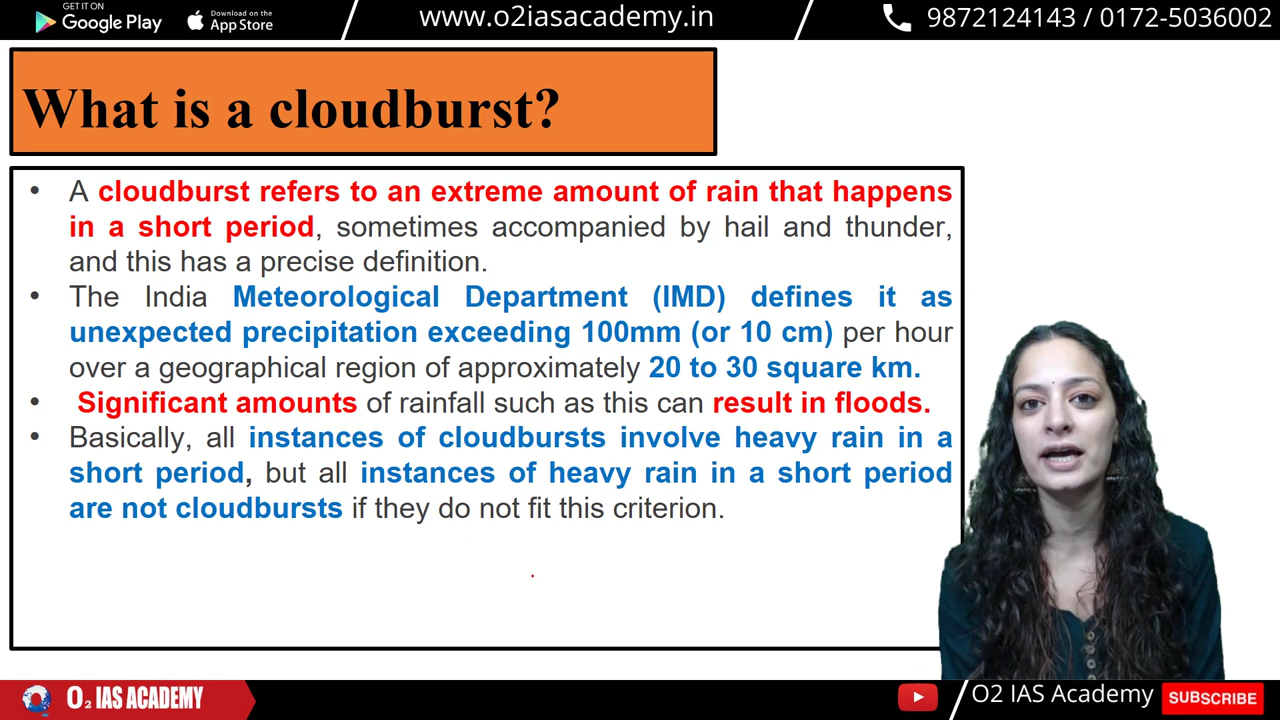 GET IT ON
Google Play
Download on the
App Store
www.o2iasacademy.in
9872124143 / 0172-5036002
What is a cloudburst?
• A cloudburst refers to an extreme amount of rain that happens
in a short period, sometimes accompanied by hail and thunder,
and this has a precise definition.
• The India Meteorological Department (IMD) defines it as
unexpected precipitation exceeding 100mm (or 10 cm) per hour
over a geographical region of approximately 20 to 30 square km.
• Significant amounts of rainfall such as this can result in floods.
• Basically, all instances of cloudbursts involve heavy rain in a
short period, but all instances of heavy rain in a short period
are not cloudbursts if they do not fit this criterion.
O2 IAS ACADEMY
O2 IAS Academy
SUBSCRIBE